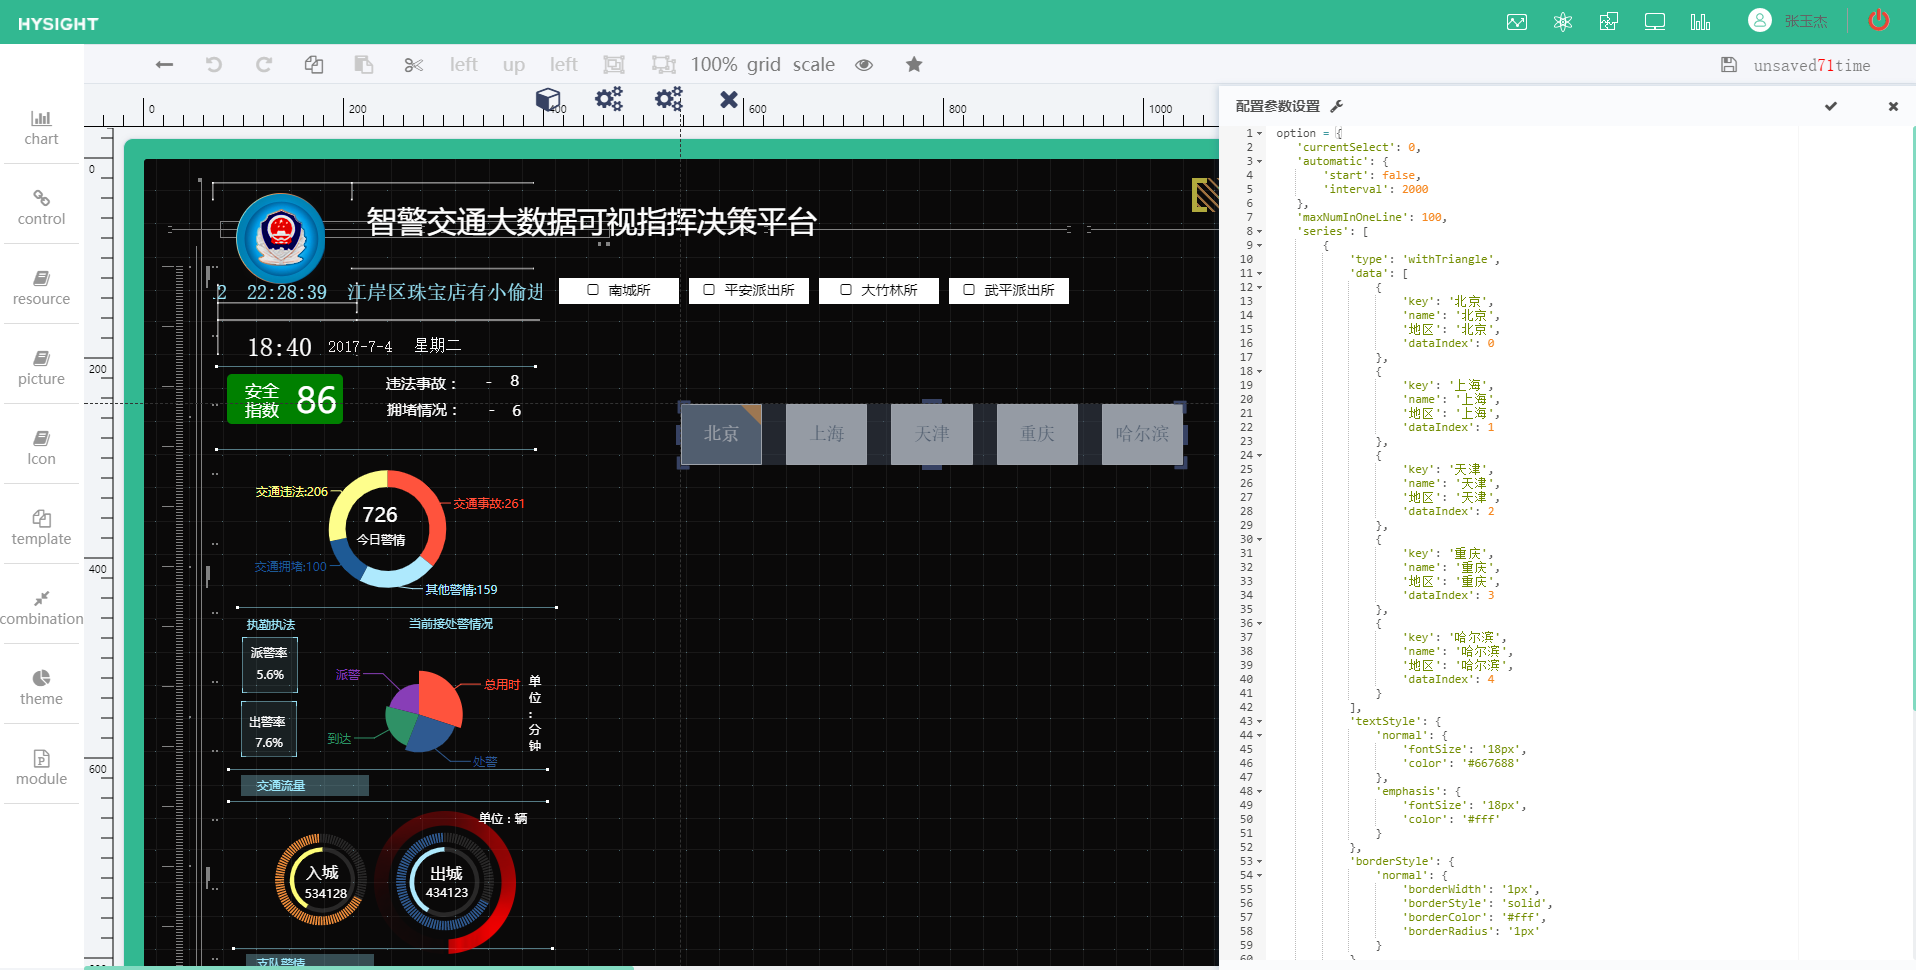 HYSIGHT
张玉杰
left
up
left
100%
grid
scale
unsaved71time
chart
control
resource
picture
Icon
template
combination
theme
module
0
200
400
600
800
1000
0
200
400
600
智警交通大数据可视指挥决策平台
2 22:28:39 江岸区珠宝店有小偷进
南城所
平安派出所
大竹林所
武平派出所
18:40 2017-7-4 星期二
安全指数 86
违法事故： - 8
拥堵情况： - 6
北京
上海
天津
重庆
哈尔滨
交通违法:206
交通事故:261
726
今日警情
交通拥堵:100
其他警情:159
执勤执法
当前接处警情况
派警率
5.6%
出警率
7.6%
派警
总用时
到达
处警
单位:分钟
交通流量
单位：辆
入城
534128
出城
434123
支队警情
配置参数设置
1 option = {
2 'currentSelect': 0,
3 'automatic': {
4 'start': false,
5 'interval': 2000
6 },
7 'maxNumInOneLine': 100,
8 'series': [
9 {
10 'type': 'withTriangle',
11 'data': [
12 {
13 'key': '北京',
14 'name': '北京',
15 '地区': '北京',
16 'dataIndex': 0
17 },
18 {
19 'key': '上海',
20 'name': '上海',
21 '地区': '上海',
22 'dataIndex': 1
23 },
24 {
25 'key': '天津',
26 'name': '天津',
27 '地区': '天津',
28 'dataIndex': 2
29 },
30 {
31 'key': '重庆',
32 'name': '重庆',
33 '地区': '重庆',
34 'dataIndex': 3
35 },
36 {
37 'key': '哈尔滨',
38 'name': '哈尔滨',
39 '地区': '哈尔滨',
40 'dataIndex': 4
41 }
42 ],
43 'textStyle': {
44 'normal': {
45 'fontSize': '18px',
46 'color': '#667688'
47 },
48 'emphasis': {
49 'fontSize': '18px',
50 'color': '#fff'
51 }
52 },
53 'borderStyle': {
54 'normal': {
55 'borderWidth': '1px',
56 'borderStyle': 'solid',
57 'borderColor': '#fff',
58 'borderRadius': '1px'
59 }
60